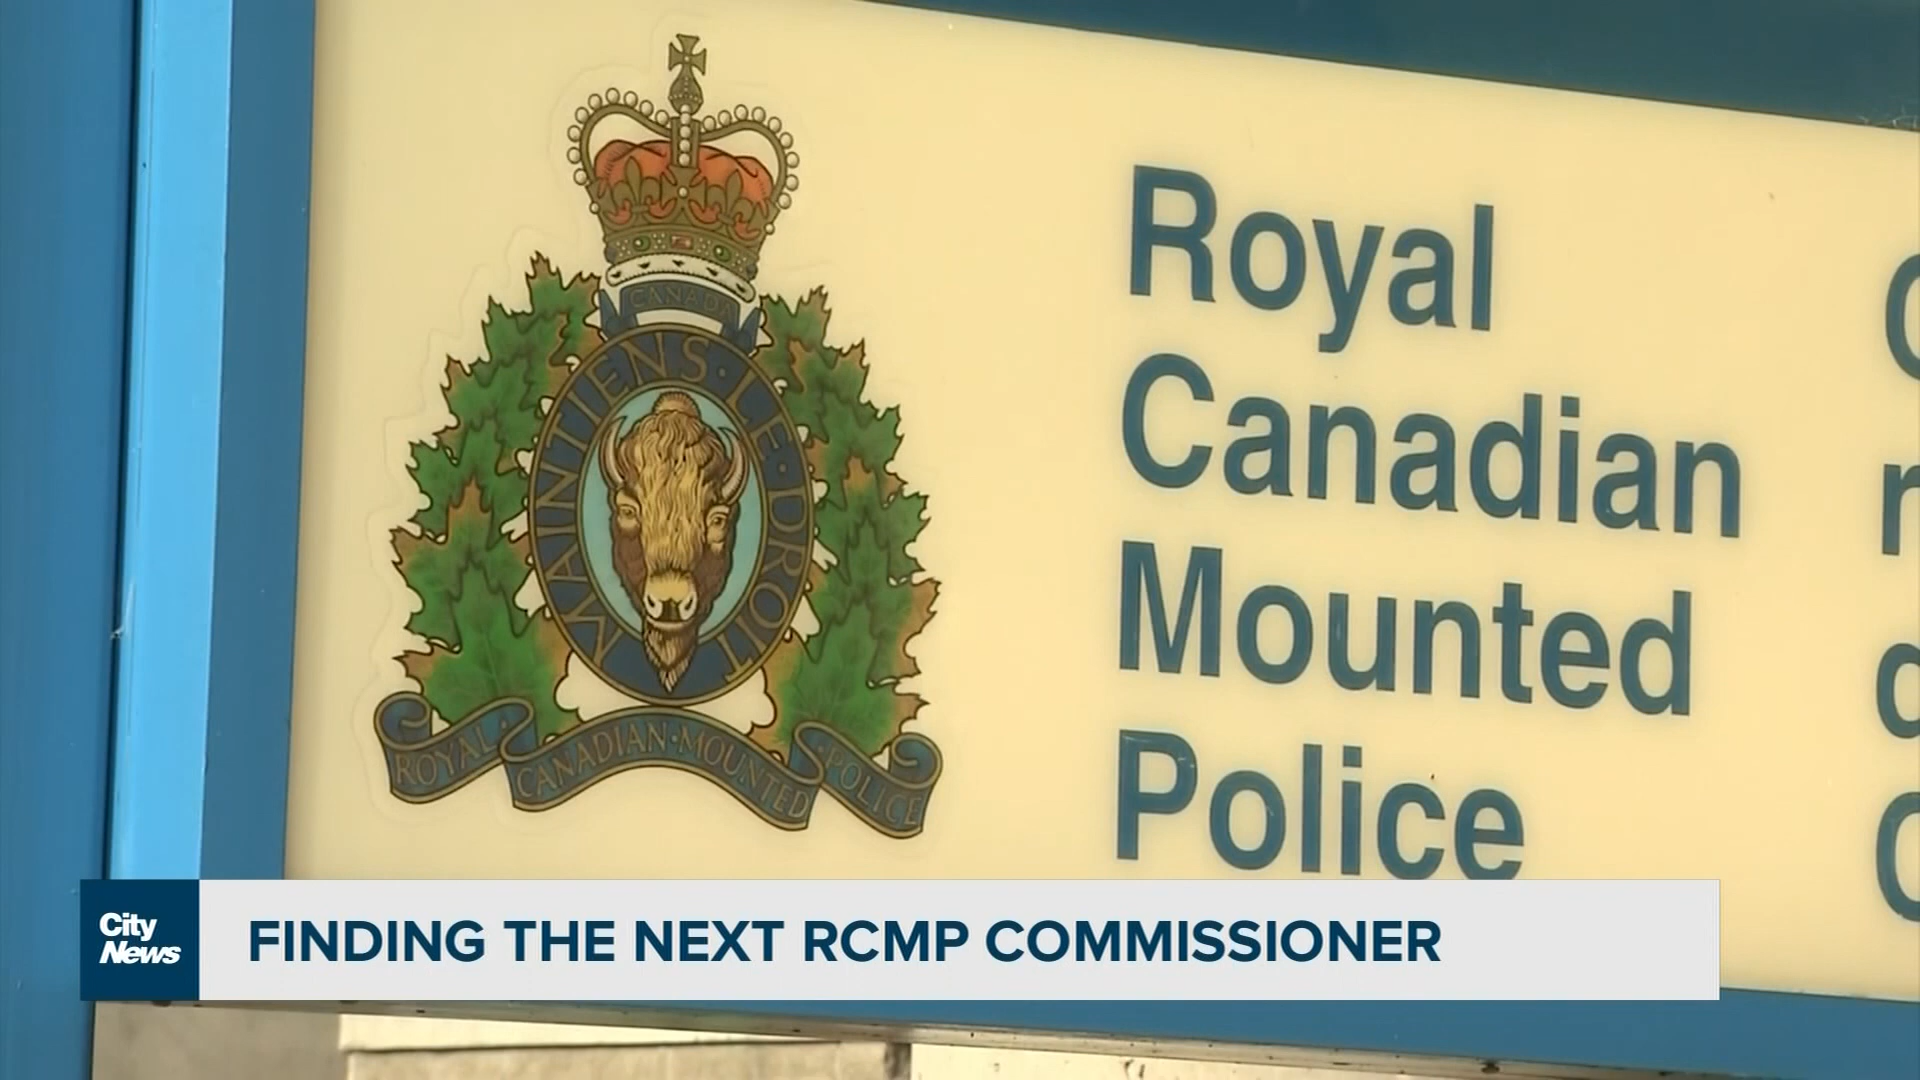 CANADA
MAINTIENS·LE·DROIT
ROYAL·CANADIAN·MOUNTED·POLICE
Royal
Canadian
Mounted
Police
City
News
FINDING THE NEXT RCMP COMMISSIONER